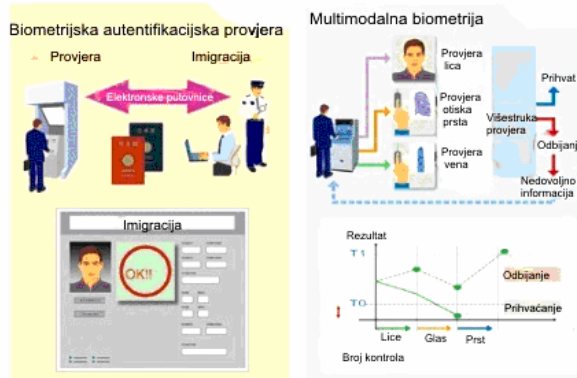 Biometrijska autentifikacijska provjera
Provjera
Imigracija
Elektronske putovnice
Imigracija
OK!!
Multimodalna biometrija
Provjera
lica
Provjera
otiska
prsta
Provjera
vena
Višestruka
provjera
Prihvat
Odbijanj
Nedovoljno
informacija
Rezultat
T1
T0
Odbijanje
Prihvaćanje
Lice
Glas
Prst
Broj kontrola